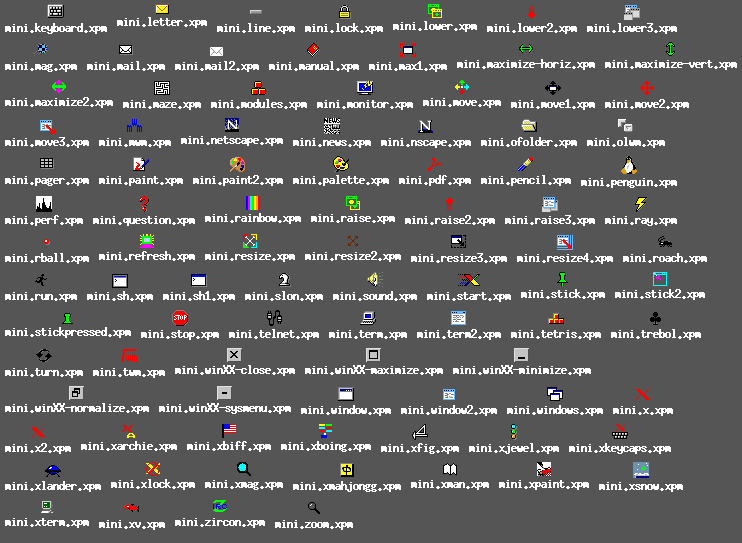 mini.keyboard.xpm mini.letter.xpm mini.line.xpm mini.lock.xpm mini.lower.xpm mini.lower2.xpm mini.lower3.xpm
mini.mag.xpm mini.mail.xpm mini.mail2.xpm mini.manual.xpm mini.max1.xpm mini.maximize-horiz.xpm mini.maximize-vert.xpm
mini.maximize2.xpm mini.maze.xpm mini.modules.xpm mini.monitor.xpm mini.move.xpm mini.move1.xpm mini.move2.xpm
N NEWS N
mini.move3.xpm mini.mwm.xpm mini.netscape.xpm mini.news.xpm mini.nscape.xpm mini.ofolder.xpm mini.olwm.xpm
mini.pager.xpm mini.paint.xpm mini.paint2.xpm mini.palette.xpm mini.pdf.xpm mini.pencil.xpm mini.penguin.xpm
?
mini.perf.xpm mini.question.xpm mini.rainbow.xpm mini.raise.xpm mini.raise2.xpm mini.raise3.xpm mini.ray.xpm
mini.rball.xpm mini.refresh.xpm mini.resize.xpm mini.resize2.xpm mini.resize3.xpm mini.resize4.xpm mini.roach.xpm
mini.run.xpm mini.sh.xpm mini.sh1.xpm mini.slon.xpm mini.sound.xpm mini.start.xpm mini.stick.xpm mini.stick2.xpm
STOP
mini.stickpressed.xpm mini.stop.xpm mini.telnet.xpm mini.term.xpm mini.term2.xpm mini.tetris.xpm mini.trebol.xpm
mini.turn.xpm mini.twm.xpm mini.winXX-close.xpm mini.winXX-maximize.xpm mini.winXX-minimize.xpm
mini.winXX-normalize.xpm mini.winXX-sysmenu.xpm mini.window.xpm mini.window2.xpm mini.windows.xpm mini.x.xpm
mini.x2.xpm mini.xarchie.xpm mini.xbiff.xpm mini.xboing.xpm mini.xfig.xpm mini.xjewel.xpm mini.xkeycaps.xpm
mini.xlander.xpm mini.xlock.xpm mini.xmag.xpm mini.xmahjongg.xpm mini.xman.xpm mini.xpaint.xpm mini.xsnow.xpm
mini.xterm.xpm mini.xv.xpm mini.zircon.xpm mini.zoom.xpm